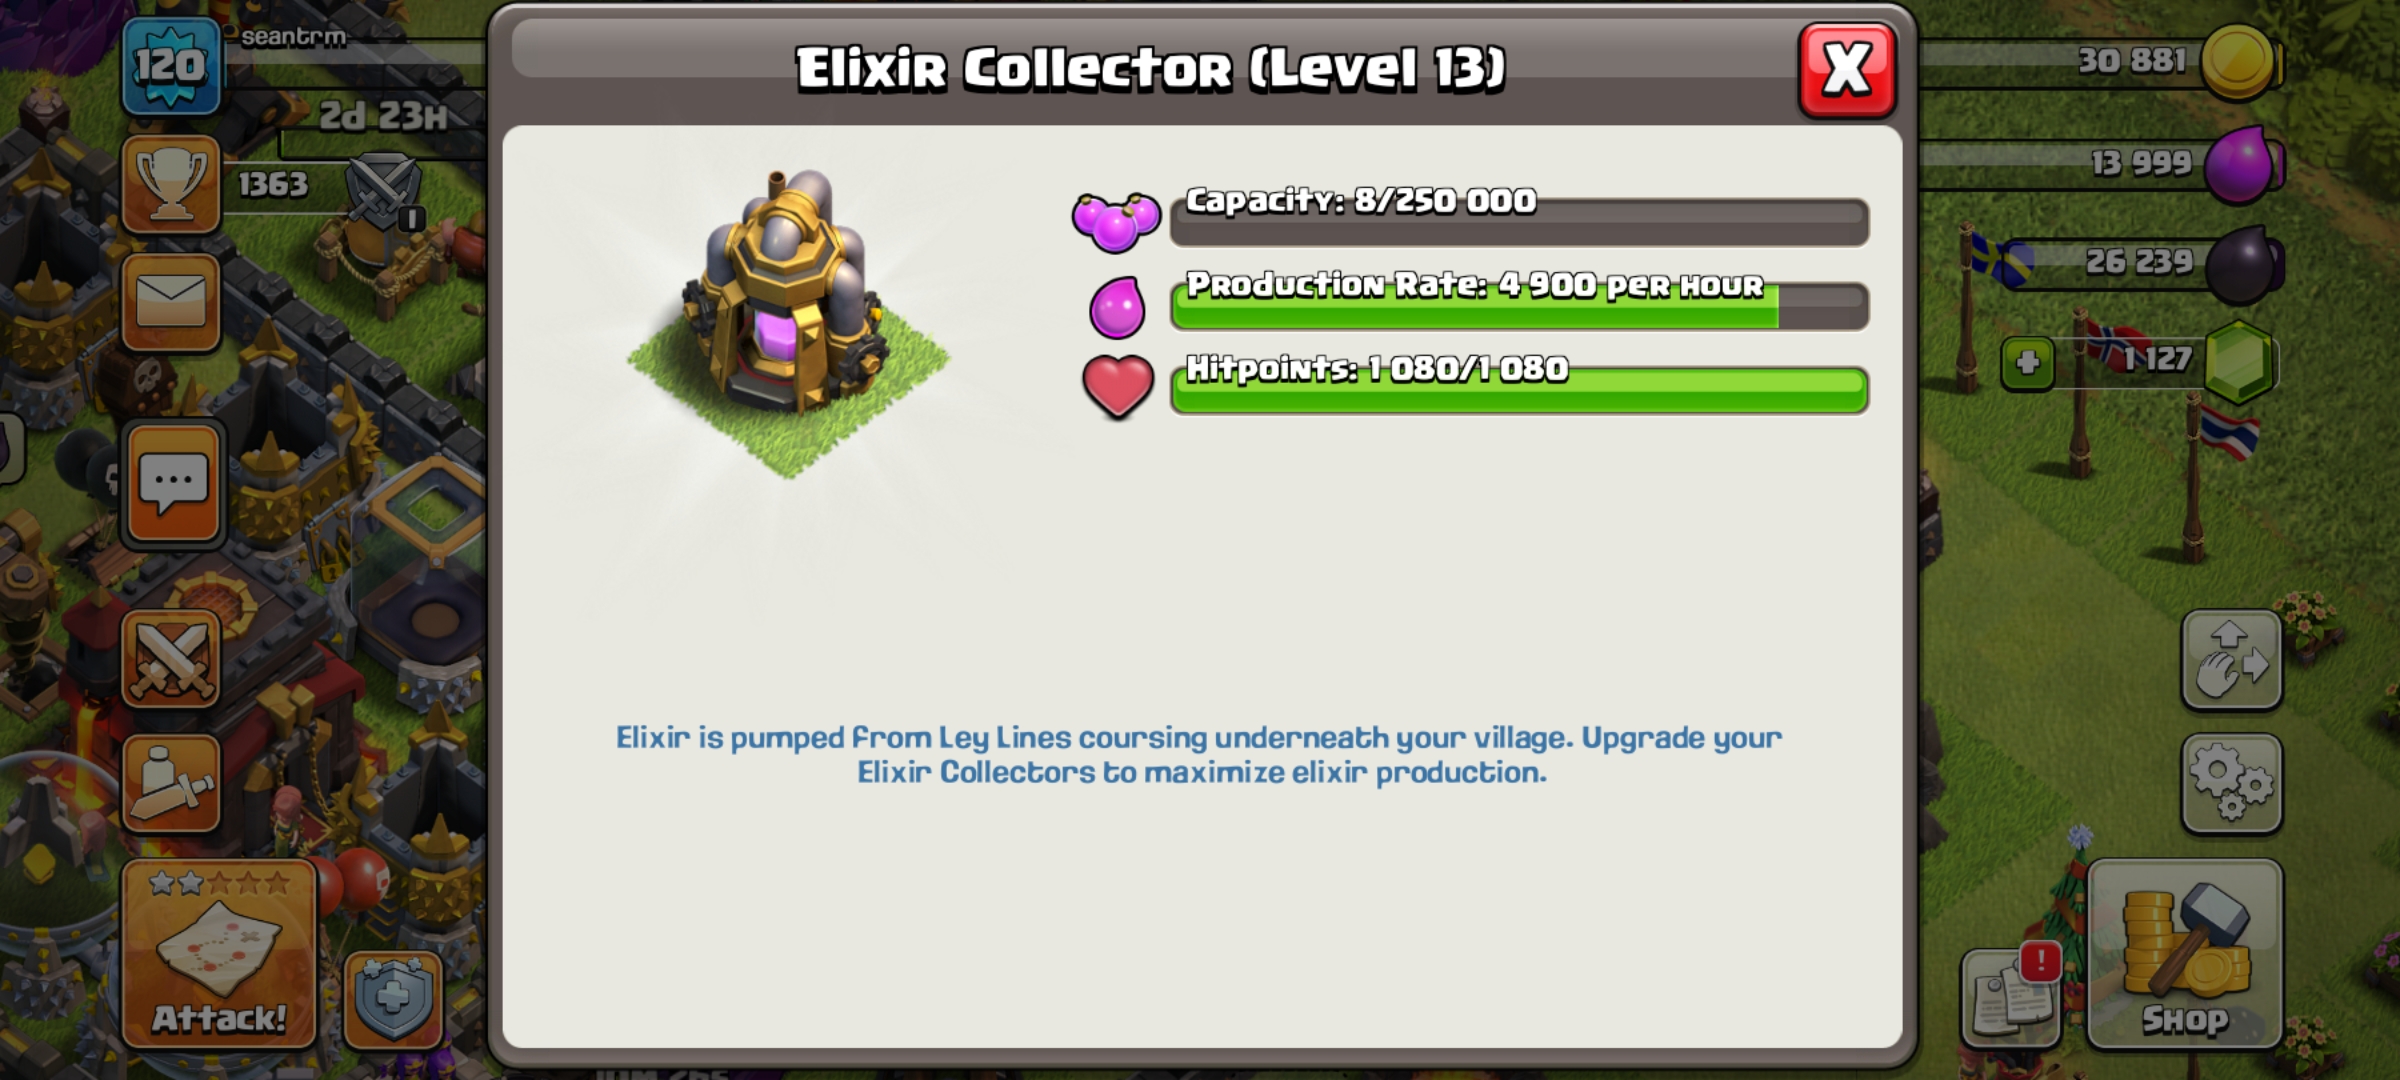 120
seantrm
2d 23H
1363
1
Elixir Collector (Level 13)
X
Capacity: 8/250 000
Production Rate: 4 900 per hour
Hitpoints: 1 080/1 080
Elixir is pumped from Ley Lines coursing underneath your village. Upgrade your
Elixir Collectors to maximize elixir production.
30 881
13 999
26 239
1 127
Attack!
!
Shop